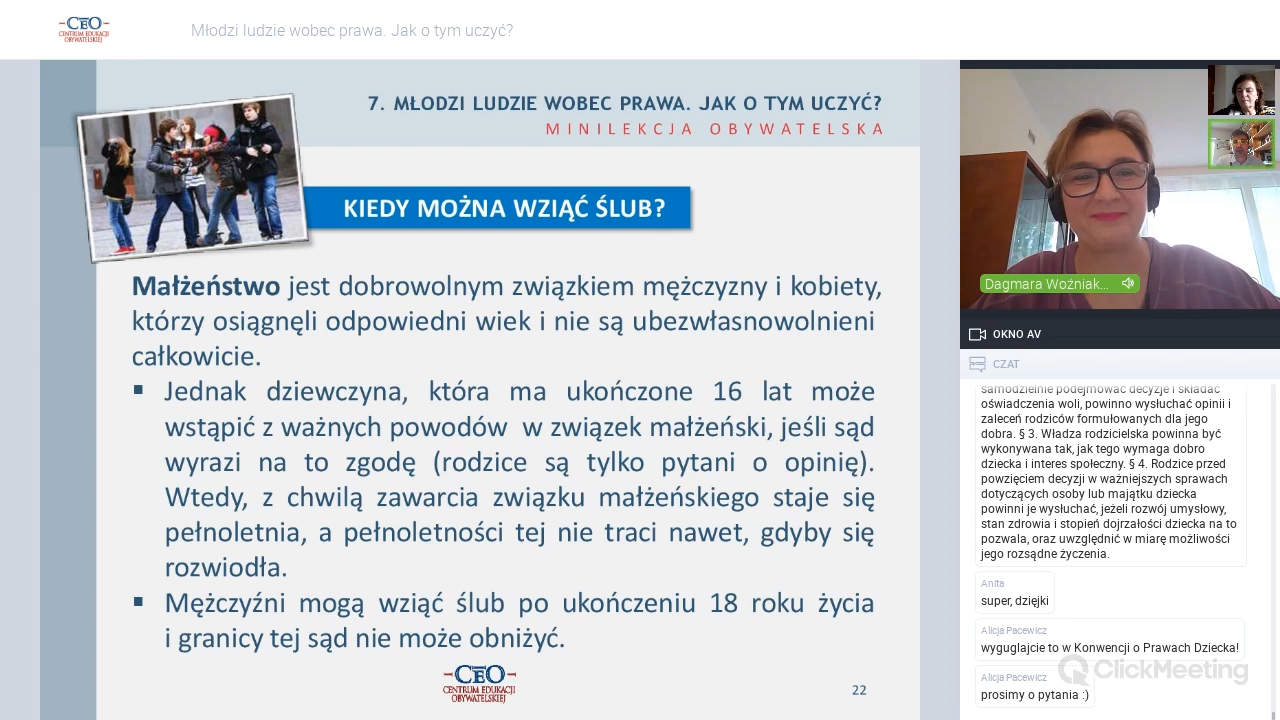 CEO
CENTRUM EDUKACJI
OBYWATELSKIEJ
Młodzi ludzie wobec prawa. Jak o tym uczyć?
7. MŁODZI LUDZIE WOBEC PRAWA. JAK O TYM UCZYĆ?
MINILEKCJA OBYWATELSKA
KIEDY MOŻNA WZIĄĆ ŚLUB?
Małżeństwo jest dobrowolnym związkiem mężczyzny i kobiety,
którzy osiągnęli odpowiedni wiek i nie są ubezwłasnowolnieni
całkowicie.
▪ Jednak dziewczyna, która ma ukończone 16 lat może
wstąpić z ważnych powodów w związek małżeński, jeśli sąd
wyrazi na to zgodę (rodzice są tylko pytani o opinię).
Wtedy, z chwilą zawarcia związku małżeńskiego staje się
pełnoletnia, a pełnoletności tej nie traci nawet, gdyby się
rozwiodła.
▪ Mężczyźni mogą wziąć ślub po ukończeniu 18 roku życia
i granicy tej sąd nie może obniżyć.
CEO
CENTRUM EDUKACJI
OBYWATELSKIEJ
22
Dagmara Woźniak...
OKNO AV
CZAT
samodzielnie podejmować decyzje i składać
oświadczenia woli, powinno wysłuchać opinii i
zaleceń rodziców formułowanych dla jego
dobra. § 3. Władza rodzicielska powinna być
wykonywana tak, jak tego wymaga dobro
dziecka i interes społeczny. § 4. Rodzice przed
powzięciem decyzji w ważniejszych sprawach
dotyczących osoby lub majątku dziecka
powinni je wysłuchać, jeżeli rozwój umysłowy,
stan zdrowia i stopień dojrzałości dziecka na to
pozwala, oraz uwzględnić w miarę możliwości
jego rozsądne życzenia.
Anita
super, dzięjki
Alicja Pacewicz
wyguglajcie to w Konwencji o Prawach Dziecka!
Alicja Pacewicz
prosimy o pytania :)
ClickMeeting